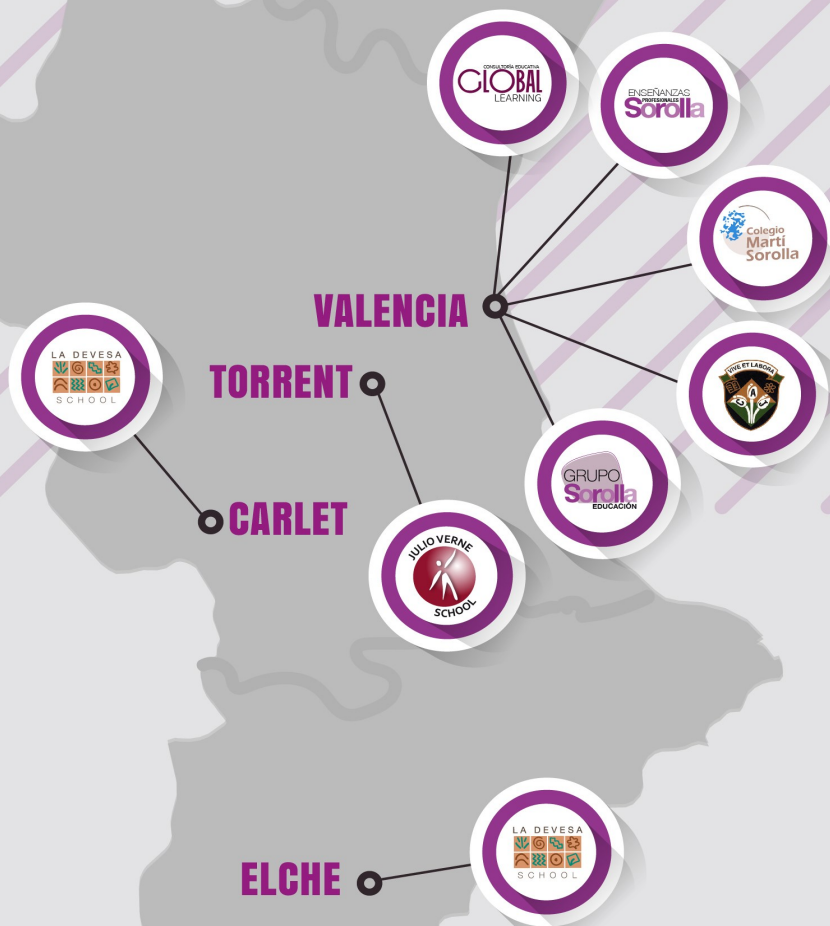 CONSULTORÍA EDUCATIVA
GLOBAL
LEARNING
ENSEÑANZAS
PROFESIONALES
Sorolla
Colegio
Martí
Sorolla
VALENCIA
LA DEVESA
SCHOOL
TORRENT
VIVE ET LABORA
GRUPO
Sorolla
EDUCACIÓN
CARLET
JULIO VERNE
SCHOOL
LA DEVESA
SCHOOL
ELCHE